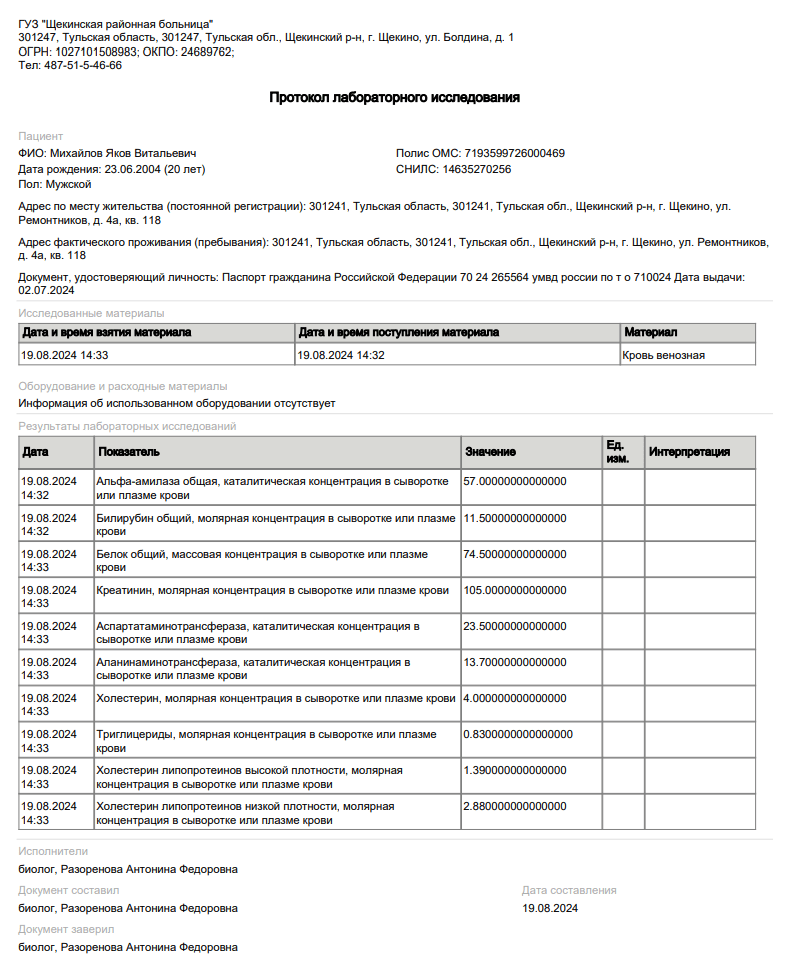 ГУЗ "Щекинская районная больница"
301247, Тульская область, 301247, Тульская обл., Щекинский р-н, г. Щекино, ул. Болдина, д. 1
ОГРН: 1027101508983; ОКПО: 24689762;
Тел: 487-51-5-46-66
Протокол лабораторного исследования
Пациент
ФИО: Михайлов Яков Витальевич Полис ОМС: 7193599726000469
Дата рождения: 23.06.2004 (20 лет) СНИЛС: 14635270256
Пол: Мужской
Адрес по месту жительства (постоянной регистрации): 301241, Тульская область, 301241, Тульская обл., Щекинский р-н, г. Щекино, ул.
Ремонтников, д. 4а, кв. 118
Адрес фактического проживания (пребывания): 301241, Тульская область, 301241, Тульская обл., Щекинский р-н, г. Щекино, ул. Ремонтников,
д. 4а, кв. 118
Документ, удостоверяющий личность: Паспорт гражданина Российской Федерации 70 24 265564 умвд россии по т о 710024 Дата выдачи:
02.07.2024
Исследованные материалы
Дата и время взятия материала Дата и время поступления материала Материал
19.08.2024 14:33 19.08.2024 14:32 Кровь венозная
Оборудование и расходные материалы
Информация об использованном оборудовании отсутствует
Результаты лабораторных исследований
Дата Показатель Значение Ед. изм. Интерпретация
19.08.2024 Альфа-амилаза общая, каталитическая концентрация в сыворотке 57.00000000000000
14:32 или плазме крови
19.08.2024 Билирубин общий, молярная концентрация в сыворотке или плазме 11.50000000000000
14:32 крови
19.08.2024 Белок общий, массовая концентрация в сыворотке или плазме 74.50000000000000
14:33 крови
19.08.2024 Креатинин, молярная концентрация в сыворотке или плазме крови 105.0000000000000
14:33
19.08.2024 Аспартатаминотрансфераза, каталитическая концентрация в 23.50000000000000
14:33 сыворотке или плазме крови
19.08.2024 Аланинаминотрансфераза, каталитическая концентрация в 13.70000000000000
14:33 сыворотке или плазме крови
19.08.2024 Холестерин, молярная концентрация в сыворотке или плазме крови 4.000000000000000
14:33
19.08.2024 Триглицериды, молярная концентрация в сыворотке или плазме 0.8300000000000000
14:33 крови
19.08.2024 Холестерин липопротеинов высокой плотности, молярная 1.390000000000000
14:33 концентрация в сыворотке или плазме крови
19.08.2024 Холестерин липопротеинов низкой плотности, молярная 2.880000000000000
14:33 концентрация в сыворотке или плазме крови
Исполнители
биолог, Разоренова Антонина Федоровна
Документ составил Дата составления
биолог, Разоренова Антонина Федоровна 19.08.2024
Документ заверил
биолог, Разоренова Антонина Федоровна